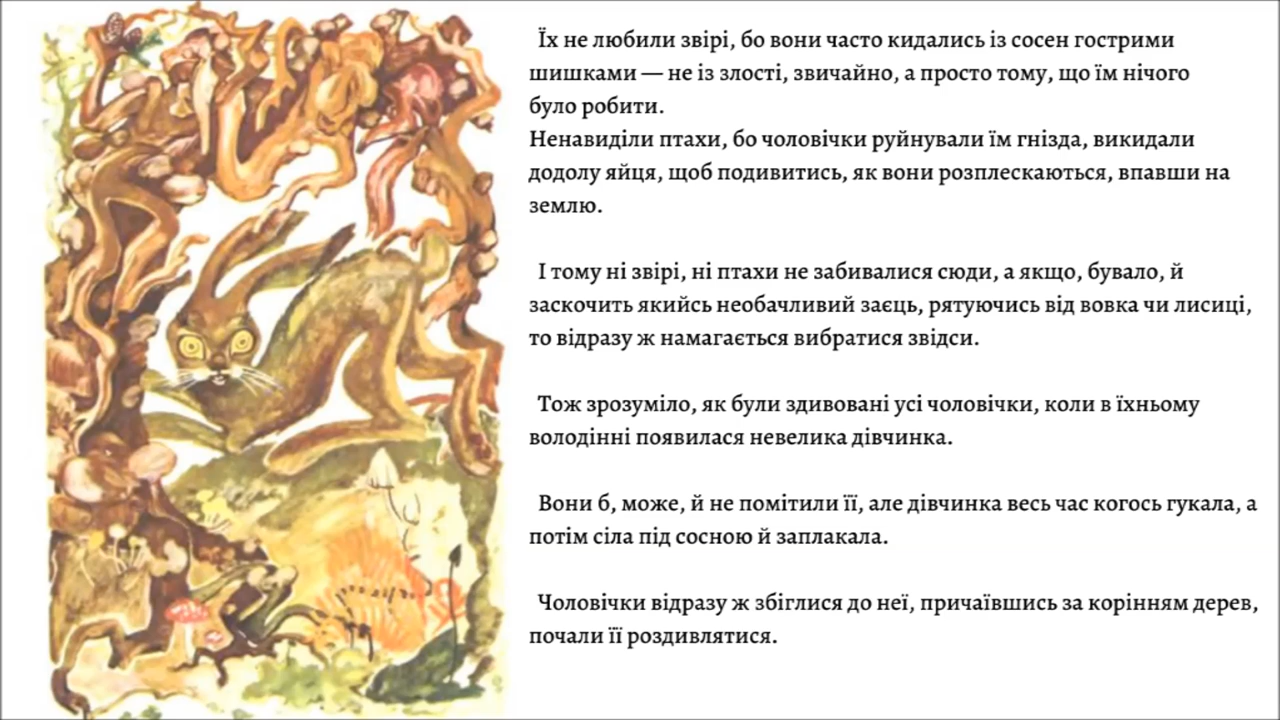 Їх не любили звірі, бо вони часто кидались із сосен гострими
шишками — не із злості, звичайно, а просто тому, що їм нічого
було робити.
Ненавиділи птахи, бо чоловічки руйнували їм гнізда, викидали
додолу яйця, щоб подивитись, як вони розплескаються, впавши на
землю.
І тому ні звірі, ні птахи не забивалися сюди, а якщо, бувало, й
заскочить якийсь необачливий заєць, рятуючись від вовка чи лисиці,
то відразу ж намагається вибратися звідси.
Тож зрозуміло, як були здивовані усі чоловічки, коли в їхньому
володінні появилася невелика дівчинка.
Вони б, може, й не помітили її, але дівчинка весь час когось гукала, а
потім сіла під сосною й заплакала.
Чоловічки відразу ж збіглися до неї, причаївшись за корінням дерев,
почали її роздивлятися.